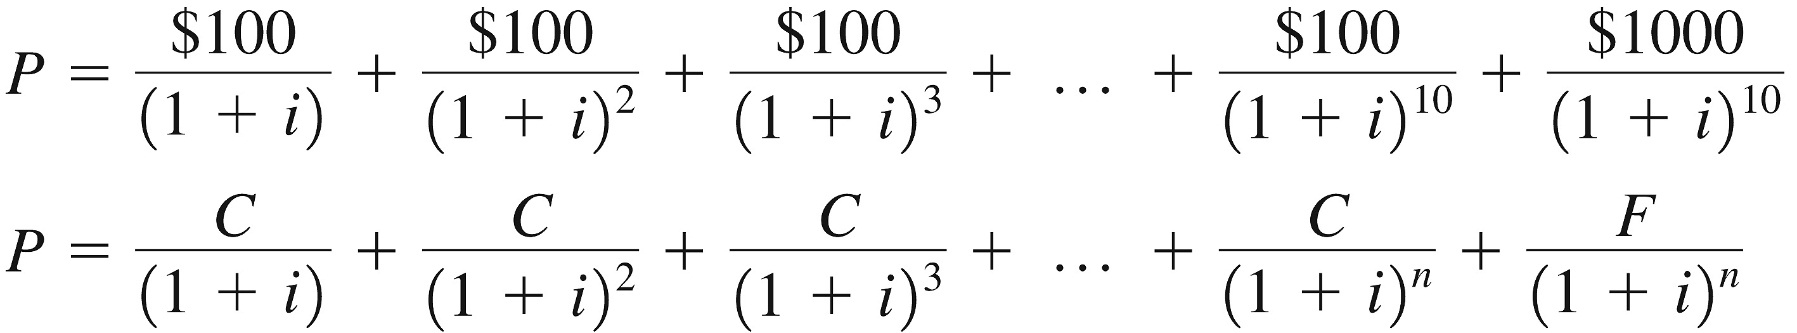 P = $100/(1 + i) + $100/(1 + i)² + $100/(1 + i)³ + … + $100/(1 + i)¹⁰ + $1000/(1 + i)¹⁰
P = C/(1 + i) + C/(1 + i)² + C/(1 + i)³ + … + C/(1 + i)ⁿ + F/(1 + i)ⁿ